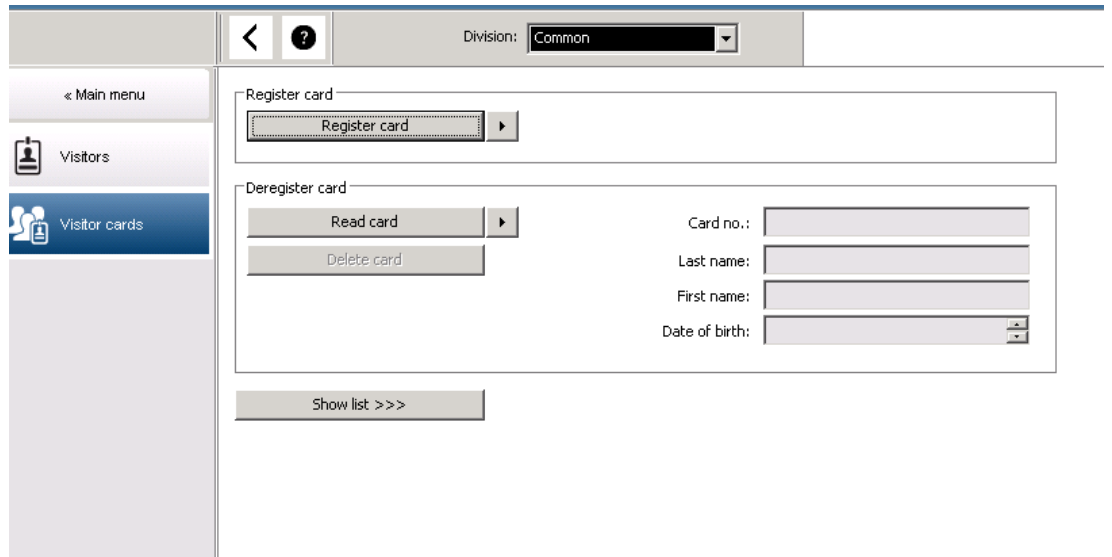 Division: Common
« Main menu
Visitors
Visitor cards
Register card
Register card
Deregister card
Read card
Delete card
Card no.:
Last name:
First name:
Date of birth:
Show list >>>